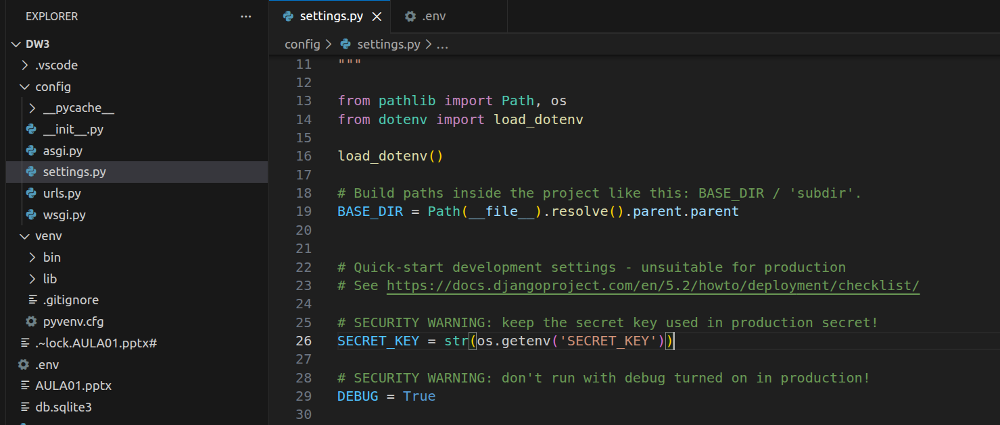 EXPLORER
DW3
.vscode
config
__pycache__
__init__.py
asgi.py
settings.py
urls.py
wsgi.py
venv
bin
lib
.gitignore
pyvenv.cfg
.~lock.AULA01.pptx#
.env
AULA01.pptx
db.sqlite3
settings.py
.env
config > settings.py > ...
11 """
12
13 from pathlib import Path, os
14 from dotenv import load_dotenv
15
16 load_dotenv()
17
18 # Build paths inside the project like this: BASE_DIR / 'subdir'.
19 BASE_DIR = Path(__file__).resolve().parent.parent
20
21
22 # Quick-start development settings - unsuitable for production
23 # See https://docs.djangoproject.com/en/5.2/howto/deployment/checklist/
24
25 # SECURITY WARNING: keep the secret key used in production secret!
26 SECRET_KEY = str(os.getenv('SECRET_KEY'))
27
28 # SECURITY WARNING: don't run with debug turned on in production!
29 DEBUG = True
30